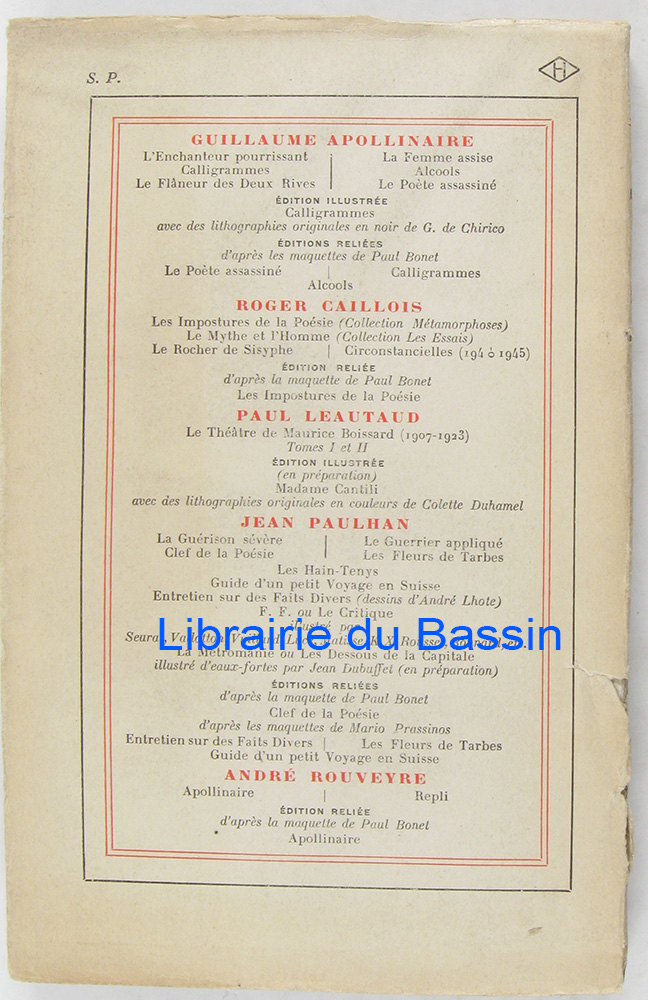 S. P.
GUILLAUME APOLLINAIRE
L'Enchanteur pourrissant | La Femme assise
Calligrammes | Alcools
Le Flâneur des Deux Rives | Le Poète assassiné
ÉDITION ILLUSTRÉE
Calligrammes
avec des lithographies originales en noir de G. de Chirico
ÉDITIONS RELIÉES
d'après les maquettes de Paul Bonet
Le Poète assassiné | Calligrammes
Alcools
ROGER CAILLOIS
Les Impostures de la Poésie (Collection Métamorphoses)
Le Mythe et l'Homme (Collection Les Essais)
Le Rocher de Sisyphe | Circonstancielles (194 ò 1945)
ÉDITION RELIÉE
d'après la maquette de Paul Bonet
Les Impostures de la Poésie
PAUL LEAUTAUD
Le Théâtre de Maurice Boissard (1907-1923)
Tomes I et II
ÉDITION ILLUSTRÉE
(en préparation)
Madame Cantili
avec des lithographies originales en couleurs de Colette Duhamel
JEAN PAULHAN
La Guérison sévère | Le Guerrier appliqué
Clef de la Poésie | Les Fleurs de Tarbes
Les Hain-Tenys
Guide d'un petit Voyage en Suisse
Entretien sur des Faits Divers (dessins d'André Lhote)
F. F. ou Le Critique
illustré par
Librairie du Bassin
La Métromanie ou Les Dessous de la Capitale
illustré d'eaux-fortes par Jean Dubuffet (en préparation)
ÉDITIONS RELIÉES
d'après la maquette de Paul Bonet
Clef de la Poésie
d'après les maquettes de Mario Prassinos
Entretien sur des Faits Divers | Les Fleurs de Tarbes
Guide d'un petit Voyage en Suisse
ANDRÉ ROUVEYRE
Apollinaire | Repli
ÉDITION RELIÉE
d'après la maquette de Paul Bonet
Apollinaire